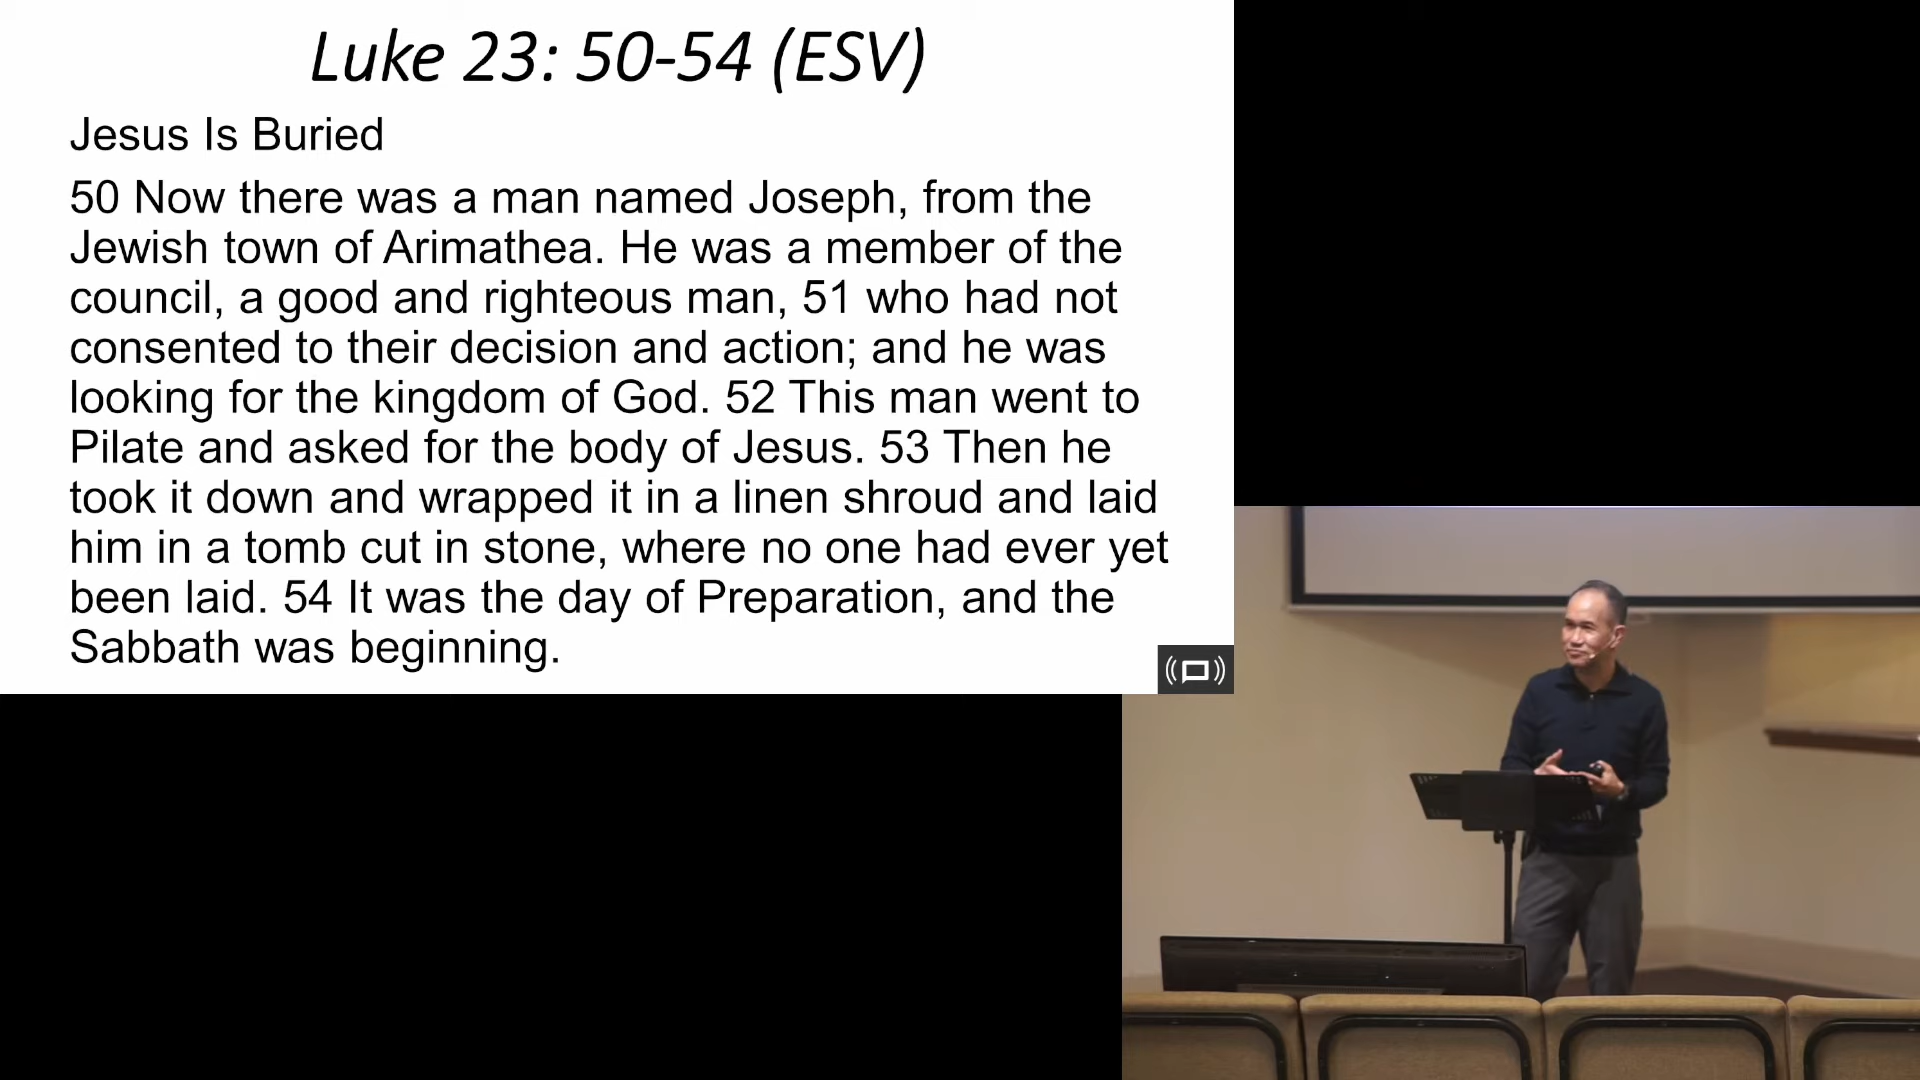 Luke 23: 50-54 (ESV)
Jesus Is Buried
50 Now there was a man named Joseph, from the
Jewish town of Arimathea. He was a member of the
council, a good and righteous man, 51 who had not
consented to their decision and action; and he was
looking for the kingdom of God. 52 This man went to
Pilate and asked for the body of Jesus. 53 Then he
took it down and wrapped it in a linen shroud and laid
him in a tomb cut in stone, where no one had ever yet
been laid. 54 It was the day of Preparation, and the
Sabbath was beginning.